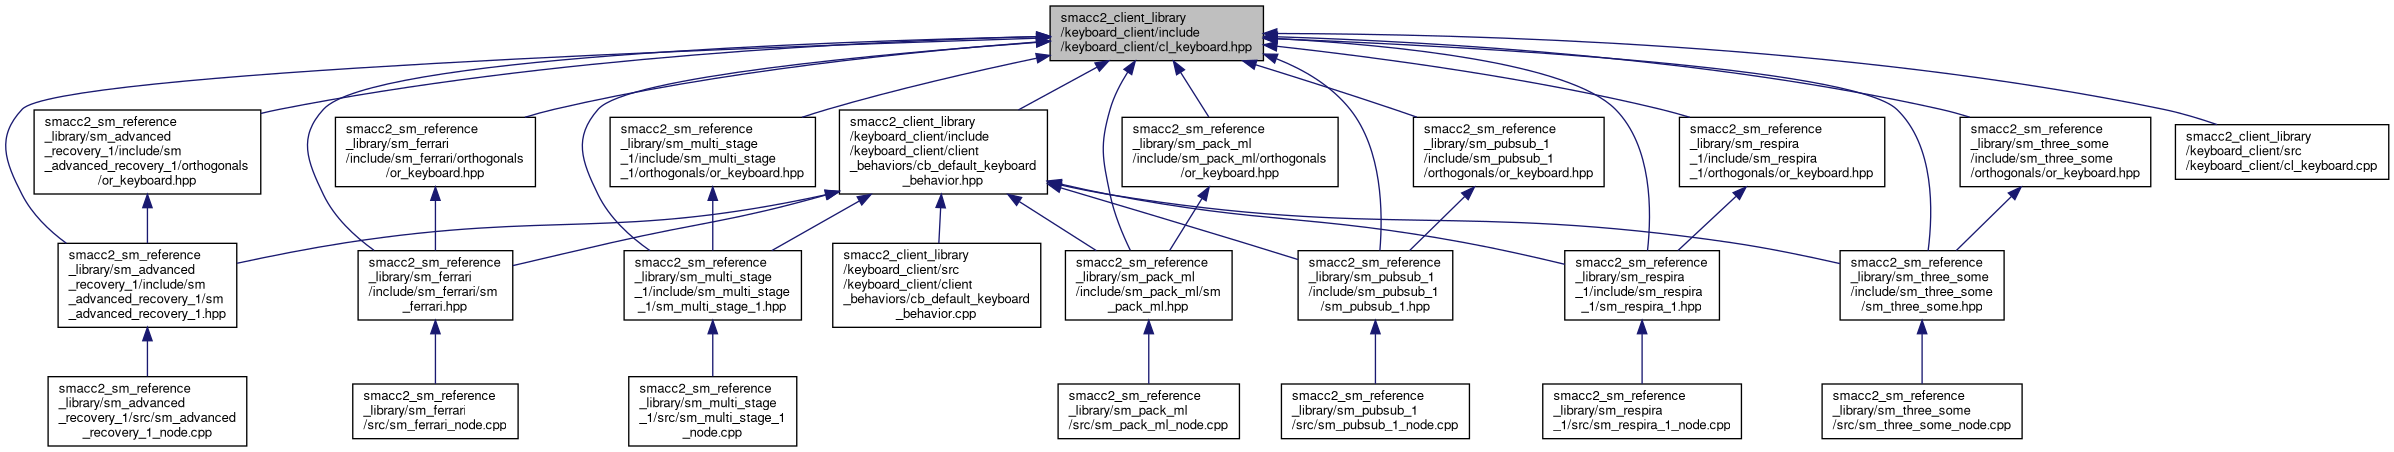 smacc2_client_library
/keyboard_client/include
/keyboard_client/cl_keyboard.hpp
smacc2_sm_reference
_library/sm_advanced
_recovery_1/include/sm
_advanced_recovery_1/orthogonals
/or_keyboard.hpp
smacc2_sm_reference
_library/sm_ferrari
/include/sm_ferrari/orthogonals
/or_keyboard.hpp
smacc2_sm_reference
_library/sm_multi_stage
_1/include/sm_multi_stage
_1/orthogonals/or_keyboard.hpp
smacc2_client_library
/keyboard_client/include
/keyboard_client/client
_behaviors/cb_default_keyboard
_behavior.hpp
smacc2_sm_reference
_library/sm_pack_ml
/include/sm_pack_ml/orthogonals
/or_keyboard.hpp
smacc2_sm_reference
_library/sm_pubsub_1
/include/sm_pubsub_1
/orthogonals/or_keyboard.hpp
smacc2_sm_reference
_library/sm_respira
_1/include/sm_respira
_1/orthogonals/or_keyboard.hpp
smacc2_sm_reference
_library/sm_three_some
/include/sm_three_some
/orthogonals/or_keyboard.hpp
smacc2_client_library
/keyboard_client/src
/keyboard_client/cl_keyboard.cpp
smacc2_sm_reference
_library/sm_advanced
_recovery_1/include/sm
_advanced_recovery_1/sm
_advanced_recovery_1.hpp
smacc2_sm_reference
_library/sm_ferrari
/include/sm_ferrari/sm
_ferrari.hpp
smacc2_sm_reference
_library/sm_multi_stage
_1/include/sm_multi_stage
_1/sm_multi_stage_1.hpp
smacc2_client_library
/keyboard_client/src
/keyboard_client/client
_behaviors/cb_default_keyboard
_behavior.cpp
smacc2_sm_reference
_library/sm_pack_ml
/include/sm_pack_ml/sm
_pack_ml.hpp
smacc2_sm_reference
_library/sm_pubsub_1
/include/sm_pubsub_1
/sm_pubsub_1.hpp
smacc2_sm_reference
_library/sm_respira
_1/include/sm_respira
_1/sm_respira_1.hpp
smacc2_sm_reference
_library/sm_three_some
/include/sm_three_some
/sm_three_some.hpp
smacc2_sm_reference
_library/sm_advanced
_recovery_1/src/sm_advanced
_recovery_1_node.cpp
smacc2_sm_reference
_library/sm_ferrari
/src/sm_ferrari_node.cpp
smacc2_sm_reference
_library/sm_multi_stage
_1/src/sm_multi_stage_1
_node.cpp
smacc2_sm_reference
_library/sm_pack_ml
/src/sm_pack_ml_node.cpp
smacc2_sm_reference
_library/sm_pubsub_1
/src/sm_pubsub_1_node.cpp
smacc2_sm_reference
_library/sm_respira
_1/src/sm_respira_1_node.cpp
smacc2_sm_reference
_library/sm_three_some
/src/sm_three_some_node.cpp